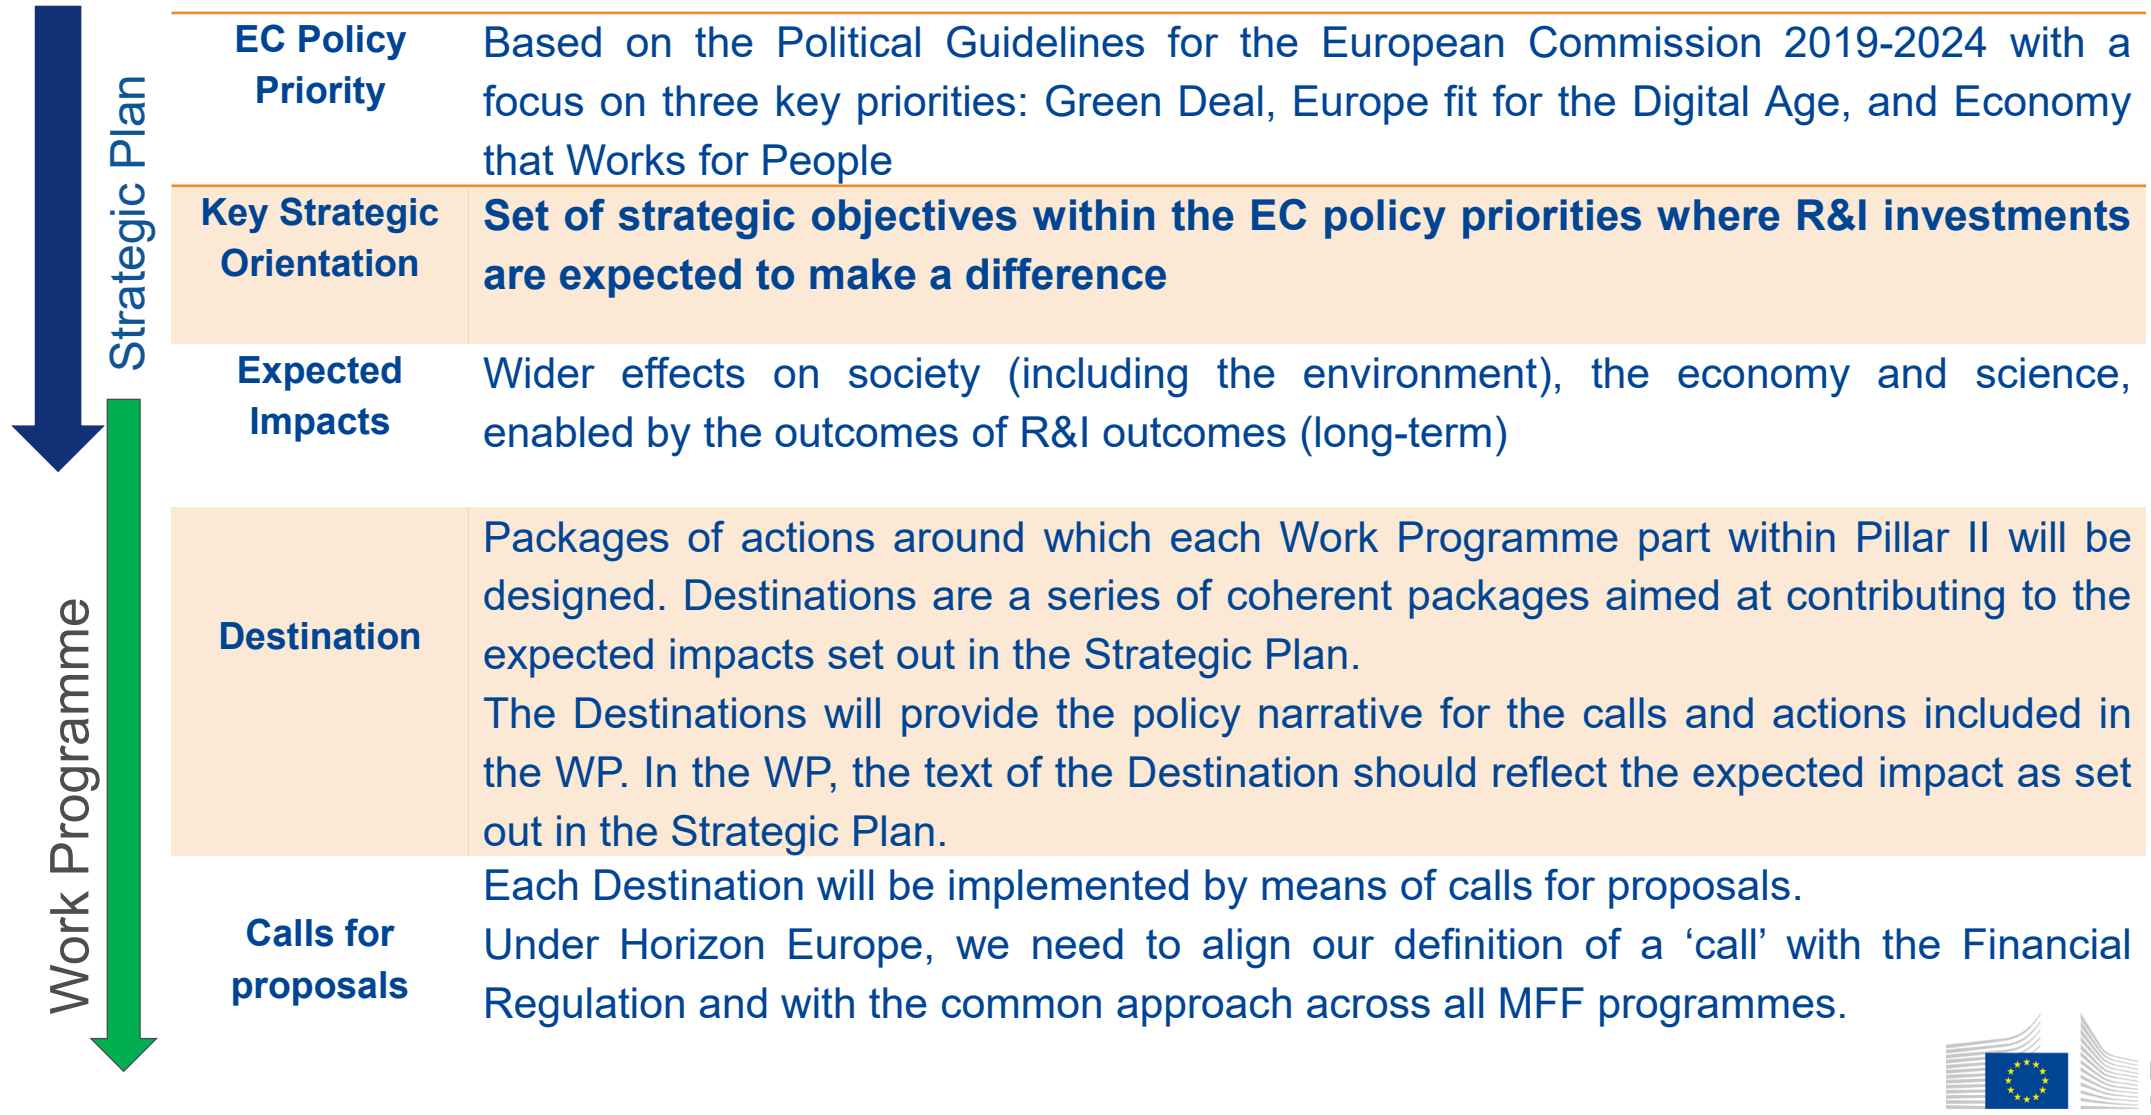 Strategic Plan
Work Programme
EC Policy
Priority
Based on the Political Guidelines for the European Commission 2019-2024 with a
focus on three key priorities: Green Deal, Europe fit for the Digital Age, and Economy
that Works for People
Key Strategic
Orientation
Set of strategic objectives within the EC policy priorities where R&I investments
are expected to make a difference
Expected
Impacts
Wider effects on society (including the environment), the economy and science,
enabled by the outcomes of R&I outcomes (long-term)
Destination
Packages of actions around which each Work Programme part within Pillar II will be
designed. Destinations are a series of coherent packages aimed at contributing to the
expected impacts set out in the Strategic Plan.
The Destinations will provide the policy narrative for the calls and actions included in
the WP. In the WP, the text of the Destination should reflect the expected impact as set
out in the Strategic Plan.
Calls for
proposals
Each Destination will be implemented by means of calls for proposals.
Under Horizon Europe, we need to align our definition of a ‘call’ with the Financial
Regulation and with the common approach across all MFF programmes.